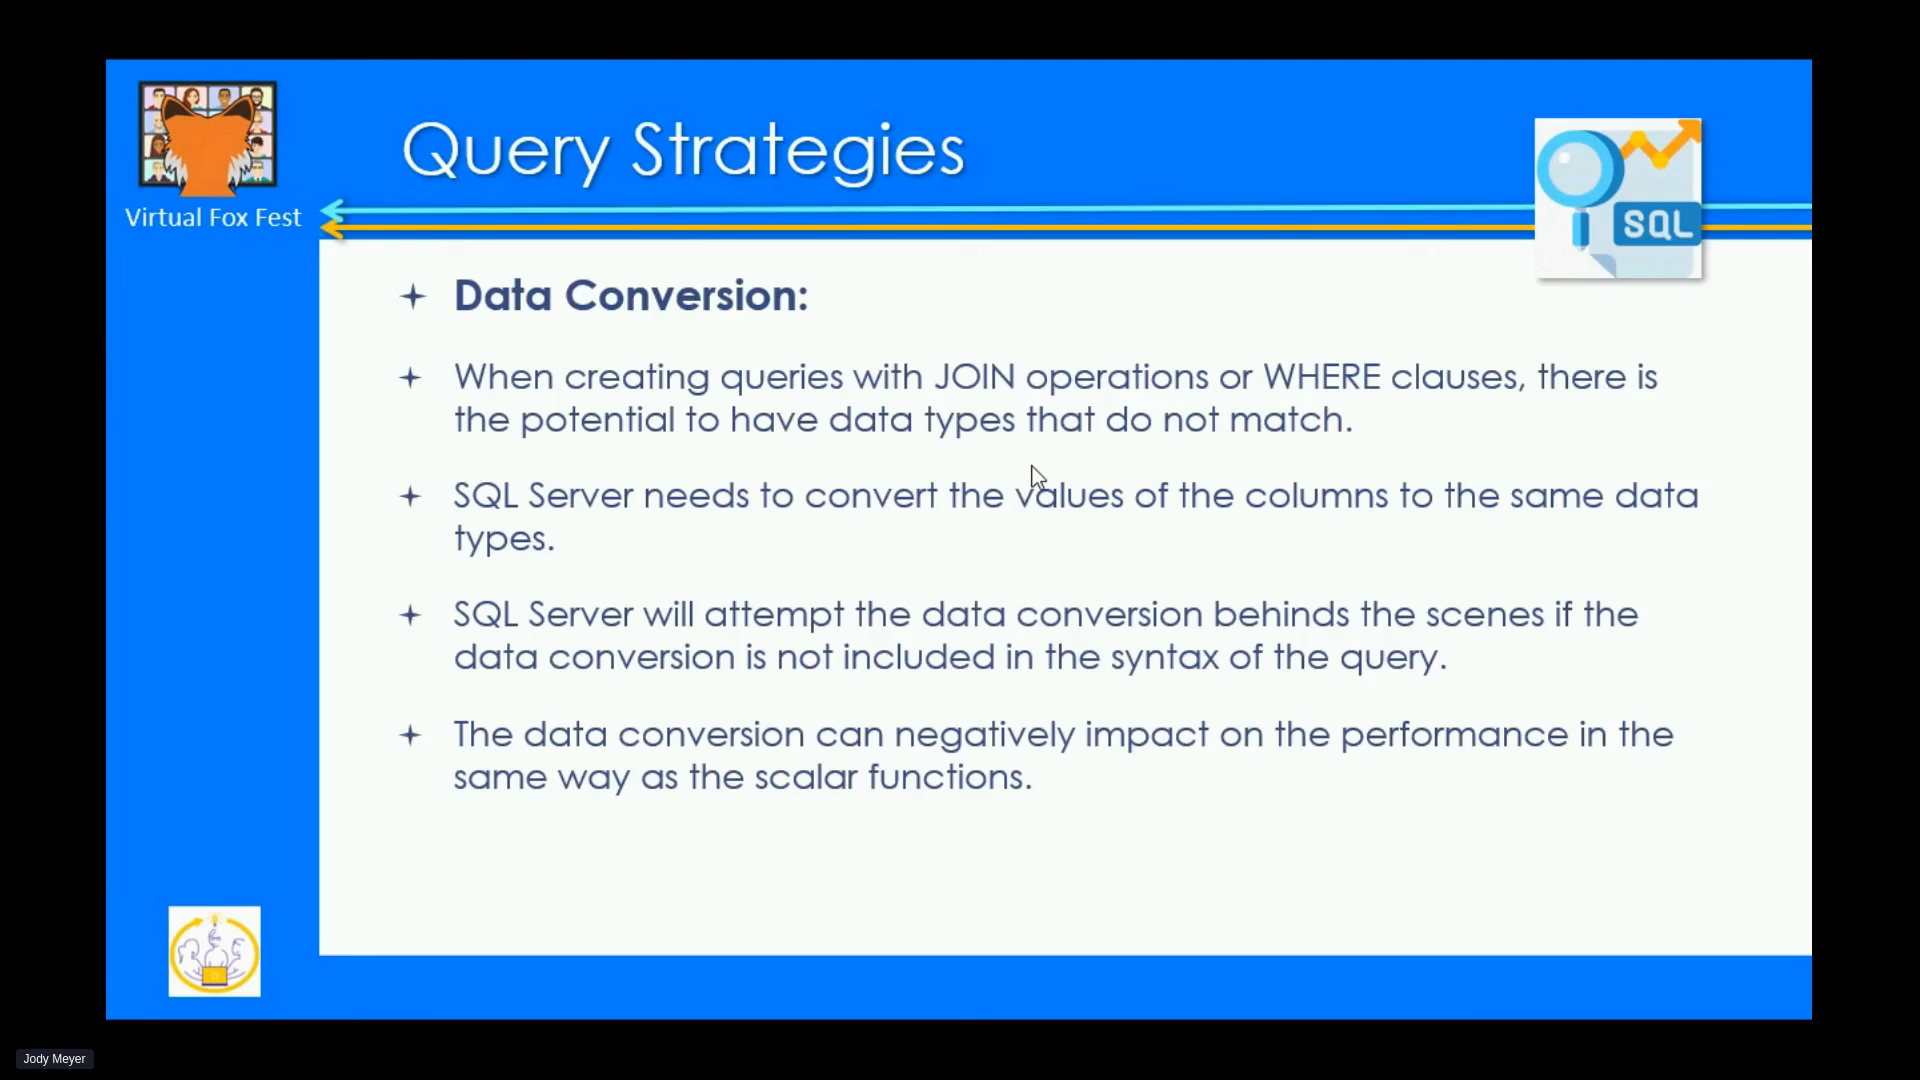 Query Strategies
Virtual Fox Fest
SQL
Data Conversion:
When creating queries with JOIN operations or WHERE clauses, there is
the potential to have data types that do not match.
SQL Server needs to convert the values of the columns to the same data
types.
SQL Server will attempt the data conversion behinds the scenes if the
data conversion is not included in the syntax of the query.
The data conversion can negatively impact on the performance in the
same way as the scalar functions.
Jody Meyer